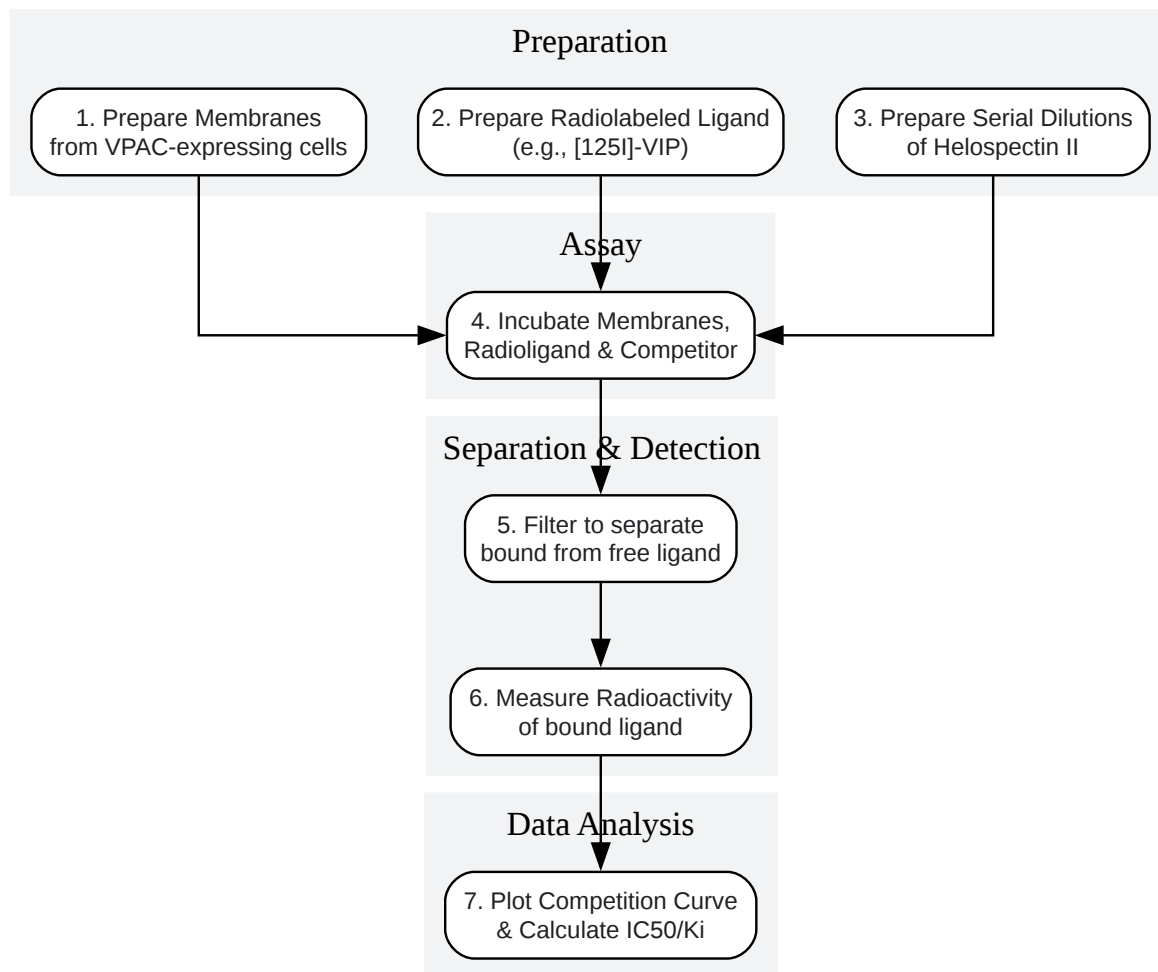 Preparation
1. Prepare Membranes
from VPAC-expressing cells
2. Prepare Radiolabeled Ligand
(e.g., [125I]-VIP)
3. Prepare Serial Dilutions
of Helospectin II
Assay
4. Incubate Membranes,
Radioligand & Competitor
Separation & Detection
5. Filter to separate
bound from free ligand
6. Measure Radioactivity
of bound ligand
Data Analysis
7. Plot Competition Curve
& Calculate IC50/Ki